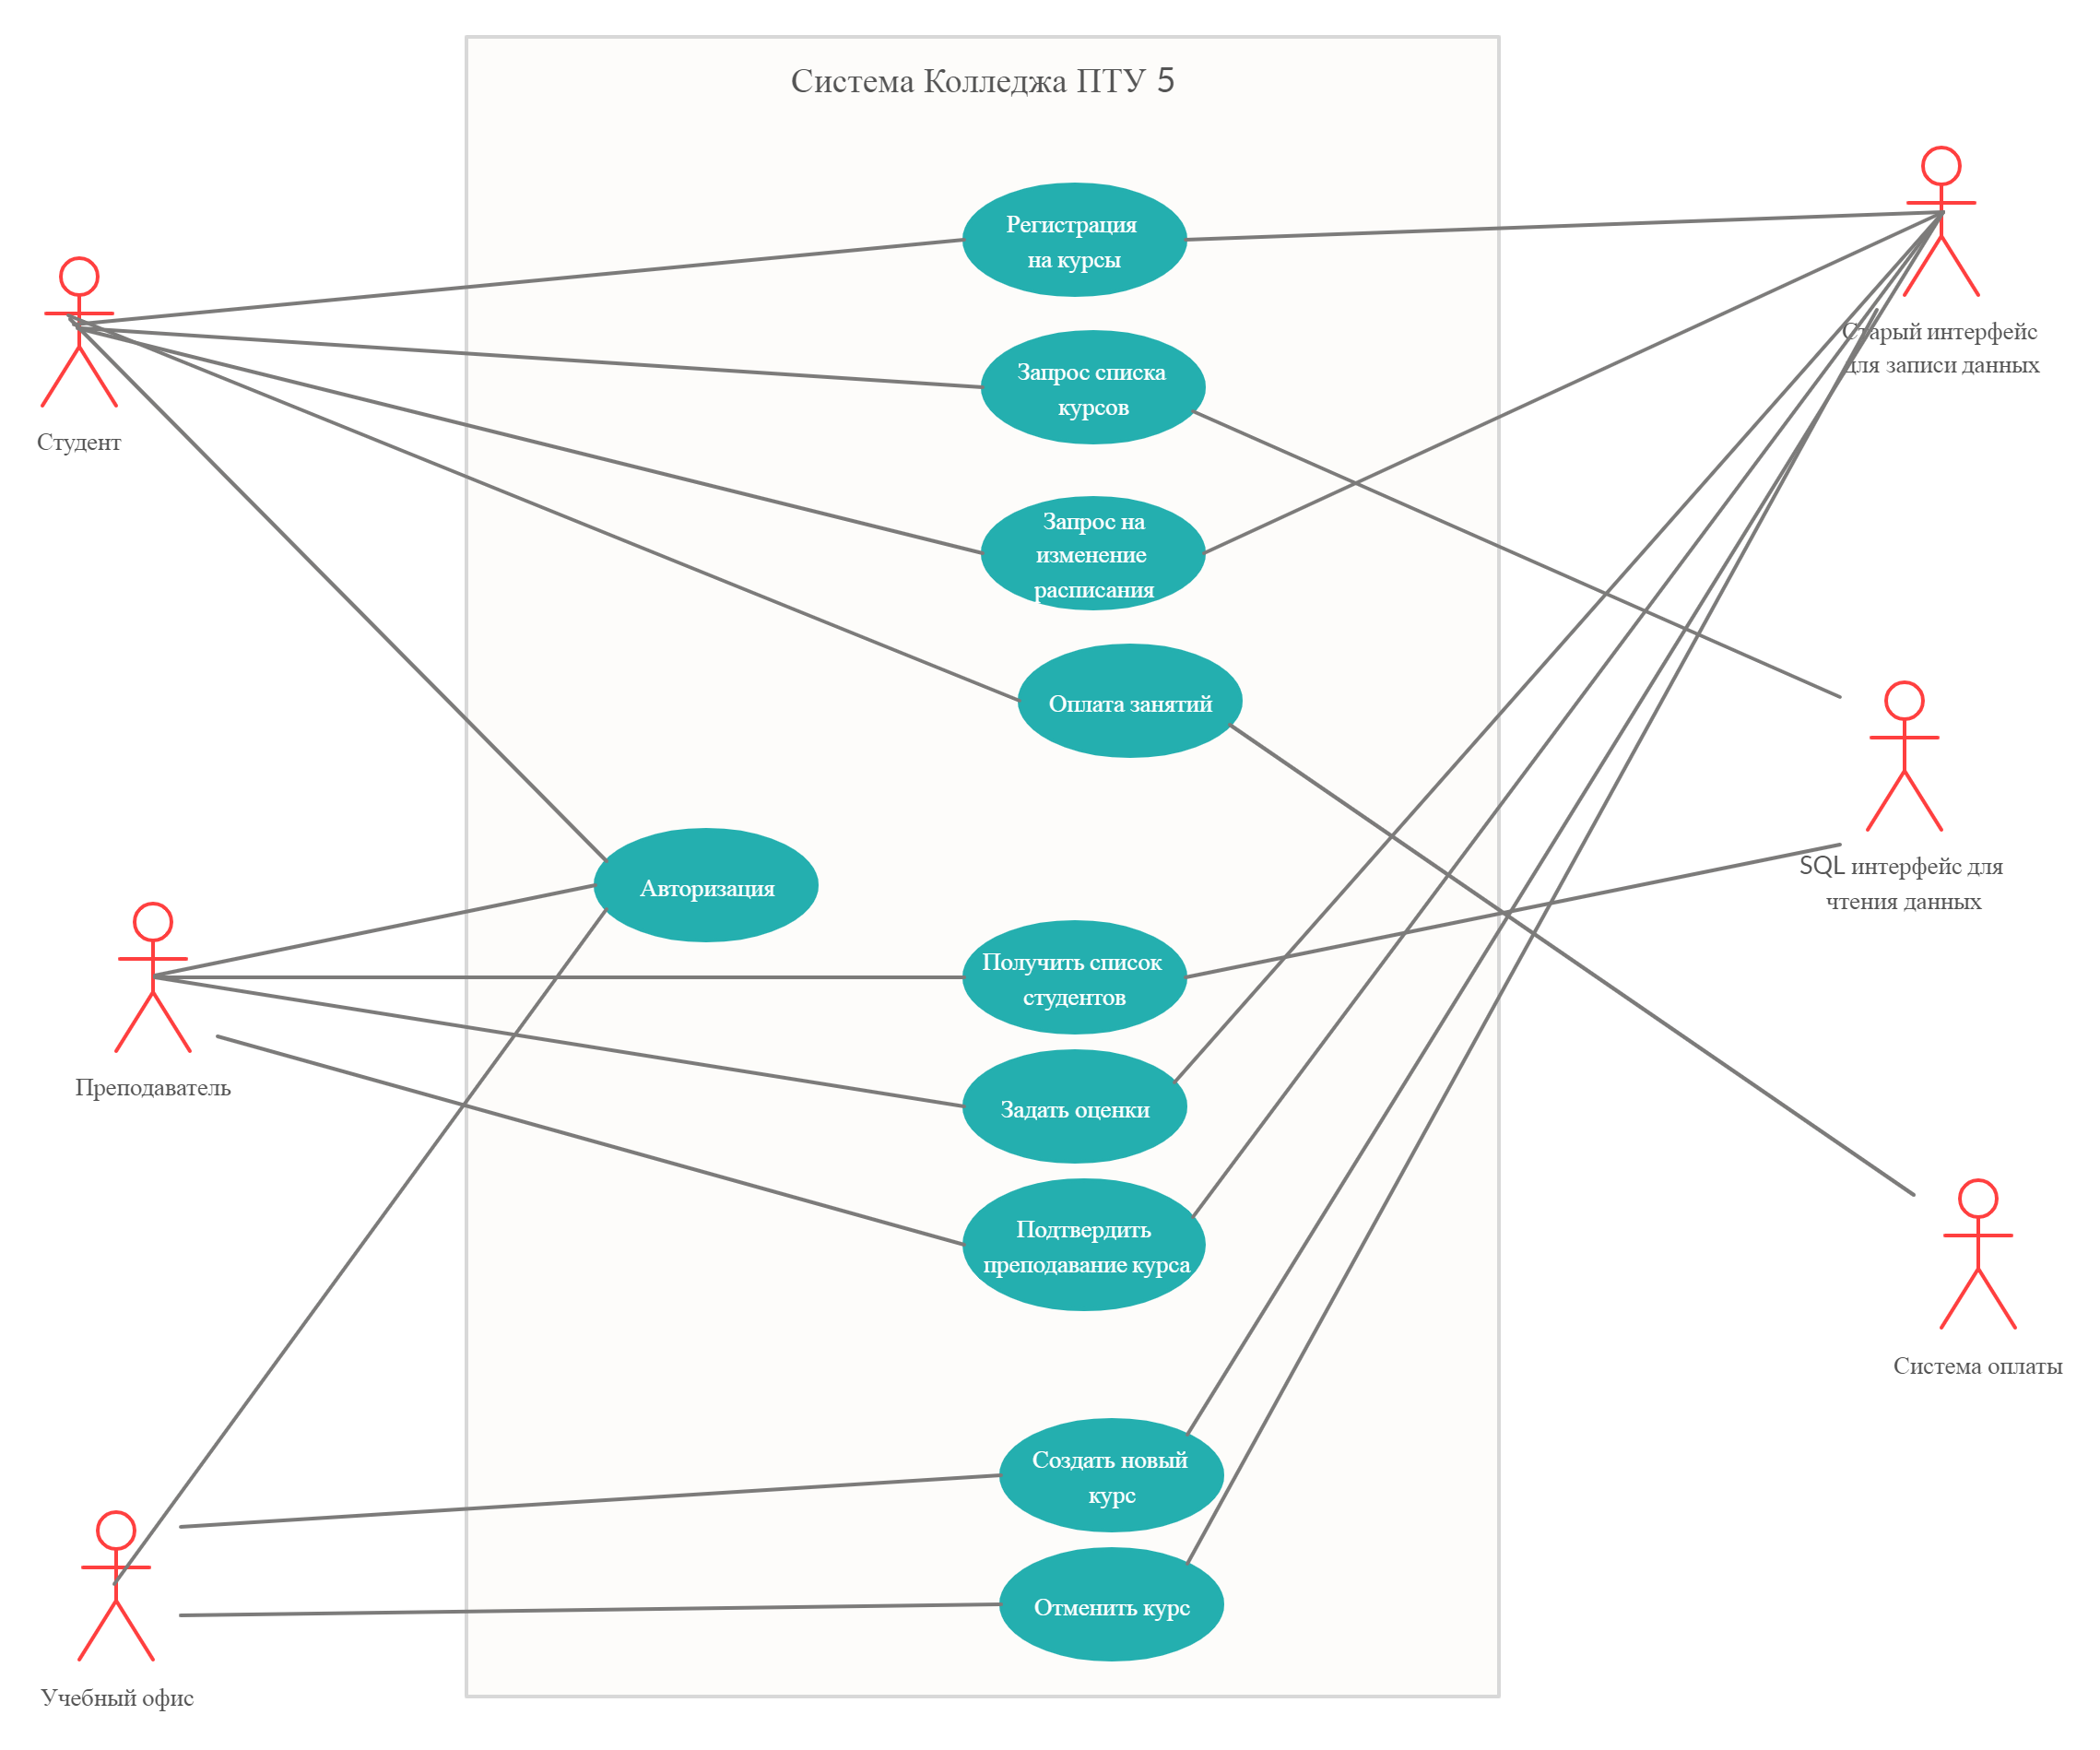 Система Колледжа ПТУ 5
Регистрация
на курсы
Старый интерфейс
для записи данных
Запрос списка
курсов
Студент
Запрос на
изменение
расписания
Оплата занятий
SQL интерфейс для
чтения данных
Авторизация
Получить список
студентов
Преподаватель
Задать оценки
Подтвердить
преподавание курса
Система оплаты
Создать новый
курс
Отменить курс
Учебный офис